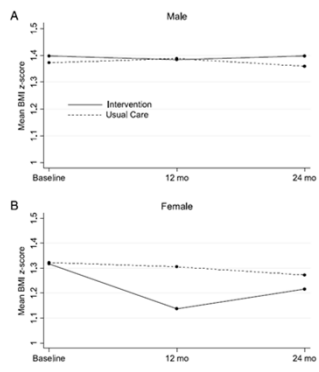 A
Male
Mean BMI z-score
1.5
1.4
1.3
1.2
1.1
1
Intervention
Usual Care
Baseline
12 mo
24 mo
B
Female
Mean BMI z-score
1.5
1.4
1.3
1.2
1.1
1
Baseline
12 mo
24 mo